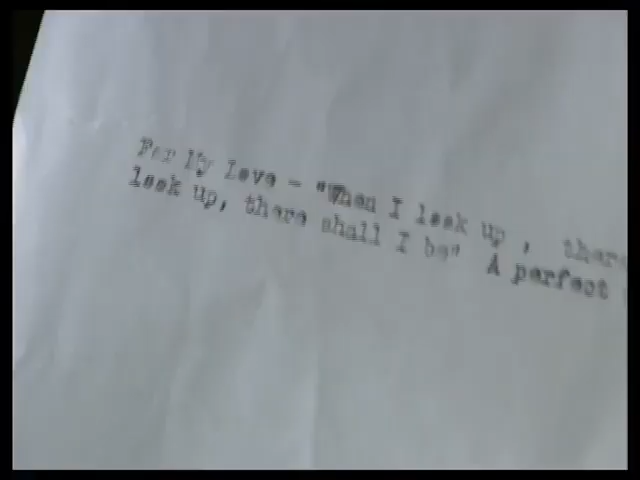 For My Love - "When I look up , there
look up, there shall I be" A perfect